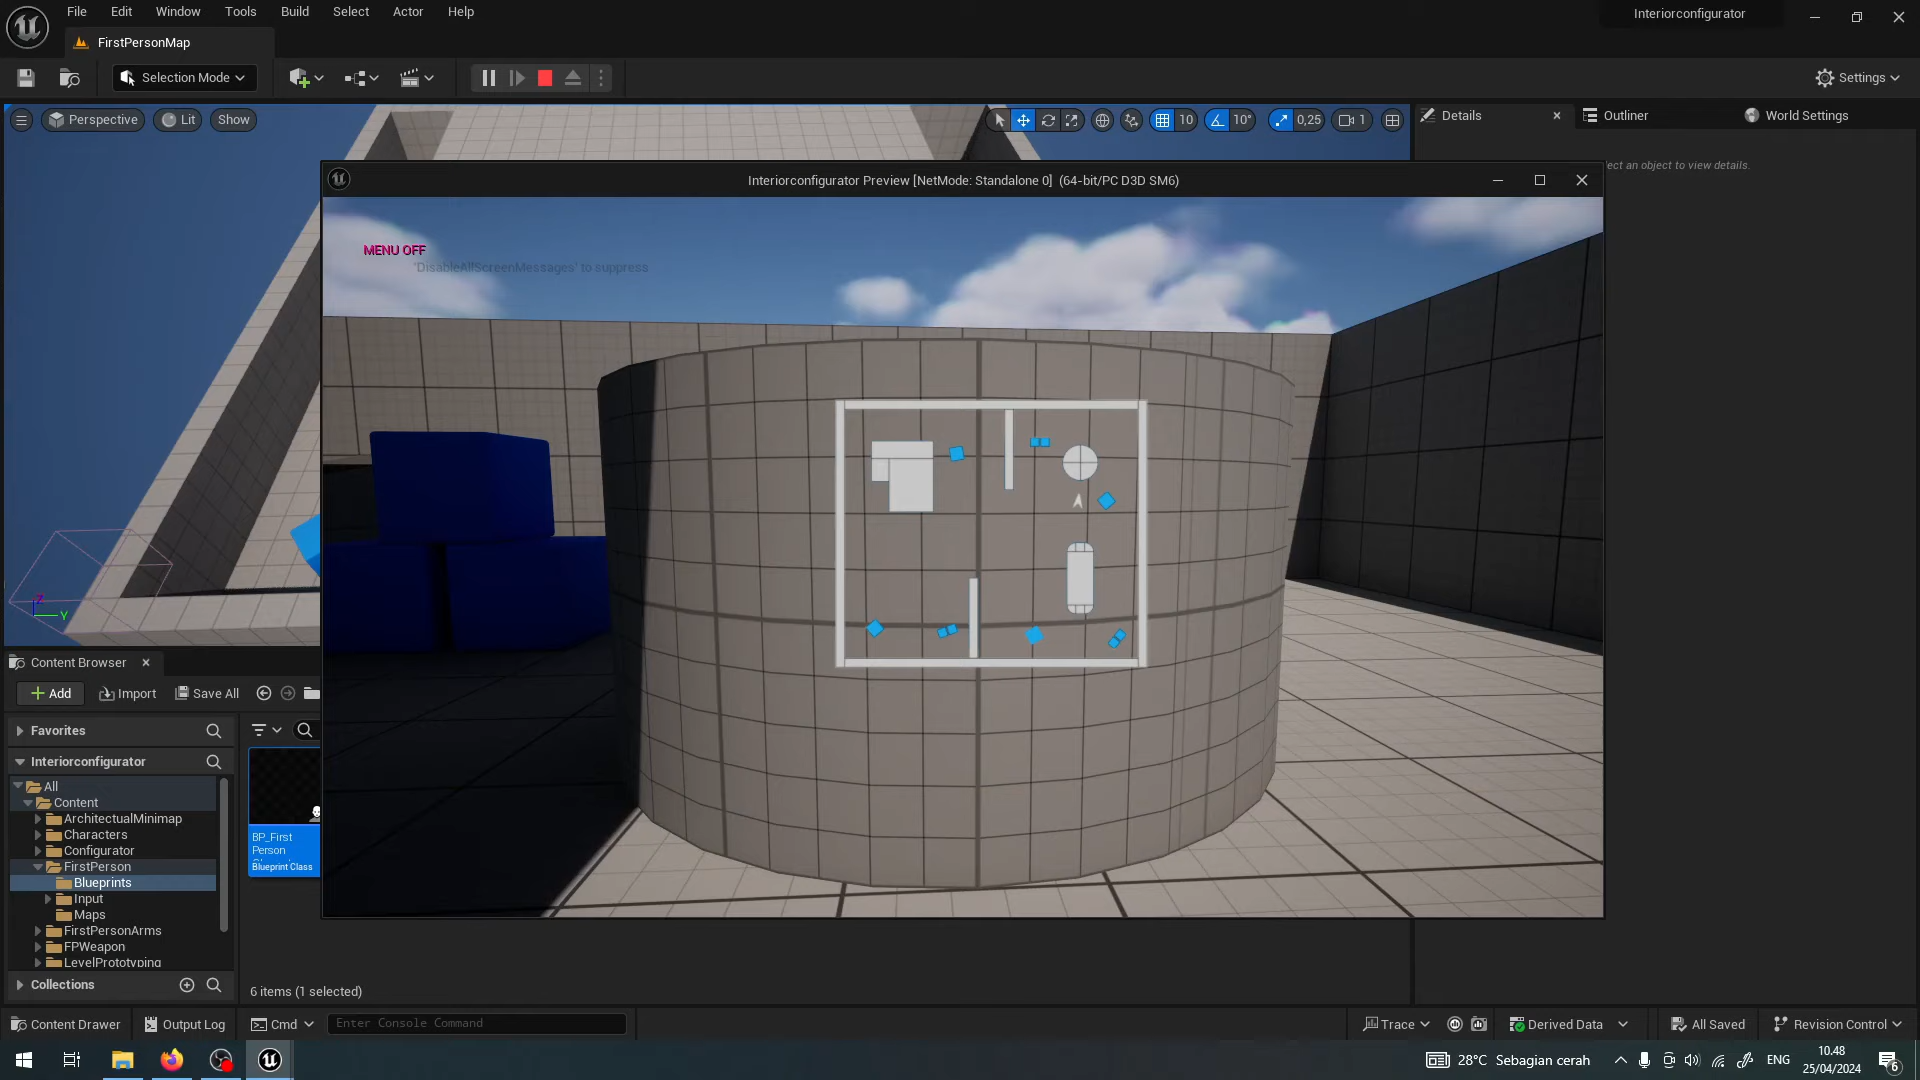 File Edit Window Tools Build Select Actor Help
Interiorconfigurator
FirstPersonMap
Selection Mode
Settings
Perspective
Lit
Show
10
10°
0,25
1
Details
Outliner
World Settings
ect an object to view details.
Interiorconfigurator Preview [NetMode: Standalone 0] (64-bit/PC D3D SM6)
MENU OFF
'DisableAllScreenMessages' to suppress
Z
Y
Content Browser
Add
Import
Save All
Favorites
Interiorconfigurator
All
Content
ArchitectualMinimap
Characters
Configurator
FirstPerson
Blueprints
Input
Maps
FirstPersonArms
FPWeapon
LevelPrototyping
Collections
BP_First
Person
Blueprint Class
6 items (1 selected)
Content Drawer
Output Log
Cmd
Enter Console Command
Trace
Derived Data
All Saved
Revision Control
28°C Sebagian cerah
ENG
10.48
25/04/2024
6